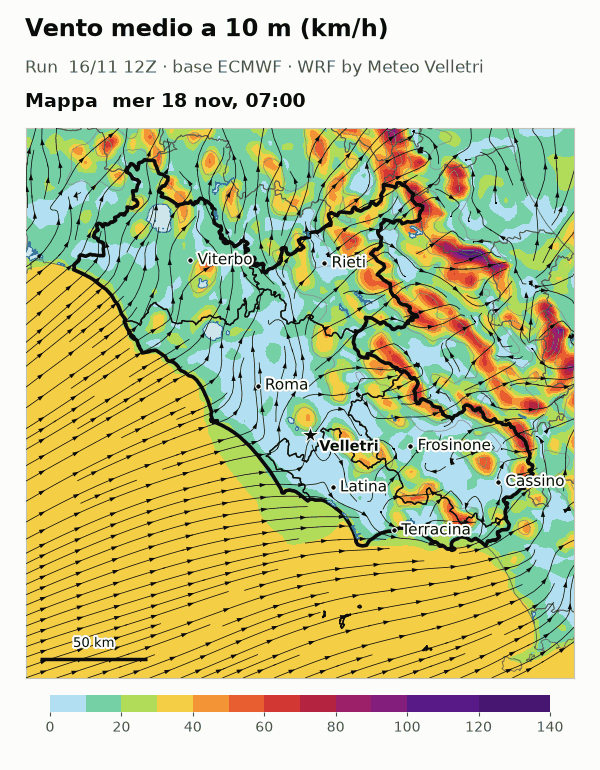 Vento medio a 10 m (km/h)
Run  16/11 12Z · base ECMWF · WRF by Meteo Velletri
Mappa  mer 18 nov, 07:00
Viterbo
Rieti
Roma
Velletri
Frosinone
Latina
Cassino
Terracina
50 km
0 20 40 60 80 100 120 140